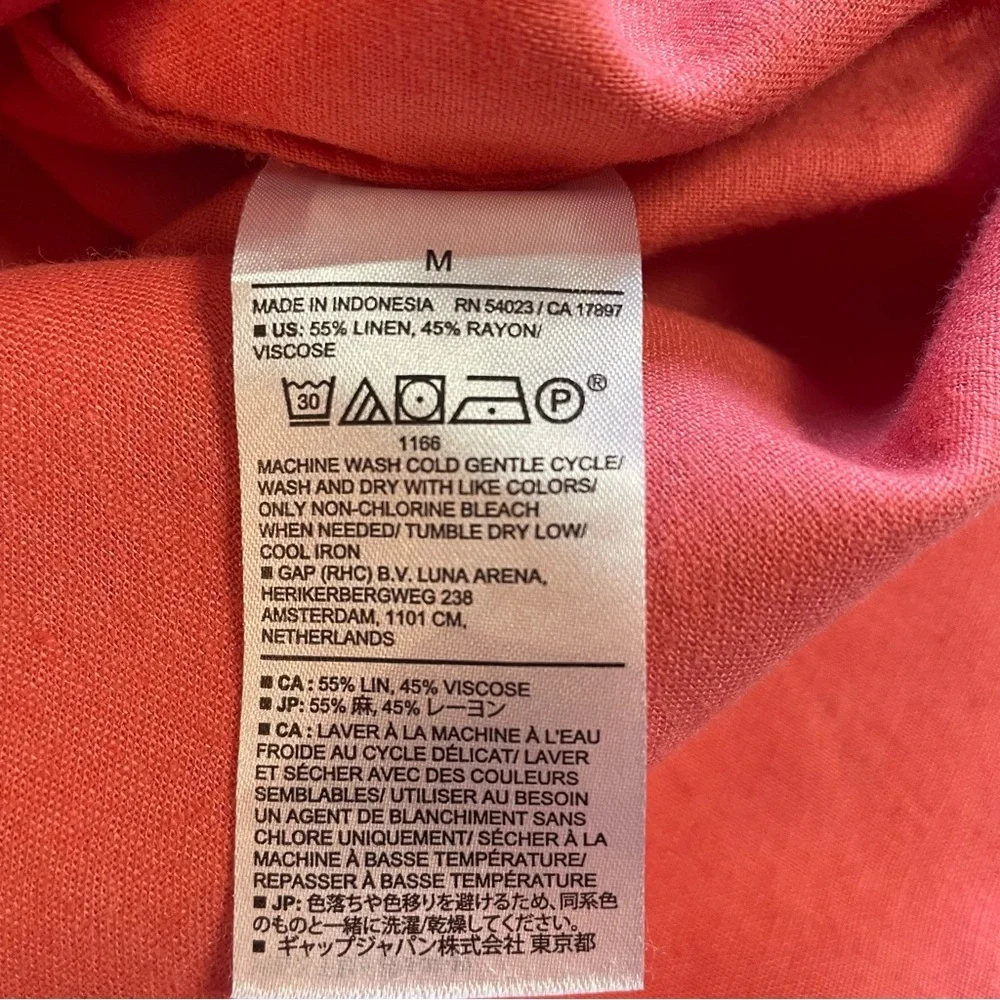 M
MADE IN INDONESIA RN 54023 / CA 17897
■ US: 55% LINEN, 45% RAYON/
VISCOSE
30 P ®
1166
MACHINE WASH COLD GENTLE CYCLE/
WASH AND DRY WITH LIKE COLORS/
ONLY NON-CHLORINE BLEACH
WHEN NEEDED/ TUMBLE DRY LOW/
COOL IRON
■ GAP (RHC) B.V. LUNA ARENA,
HERIKERBERGWEG 238
AMSTERDAM, 1101 CM,
NETHERLANDS
■ CA : 55% LIN, 45% VISCOSE
■ JP: 55% 麻, 45% レーヨン
■ CA : LAVER À LA MACHINE À L'EAU
FROIDE AU CYCLE DÉLICAT/ LAVER
ET SÉCHER AVEC DES COULEURS
SEMBLABLES/ UTILISER AU BESOIN
UN AGENT DE BLANCHIMENT SANS
CHLORE UNIQUEMENT/ SÉCHER À LA
MACHINE À BASSE TEMPÉRATURE/
REPASSER À BASSE TEMPÉRATURE
■ JP: 色落ちや色移りを避けるため、同系色
のものと一緒に洗濯/乾燥してください。
■ ギャップジャパン株式会社 東京都